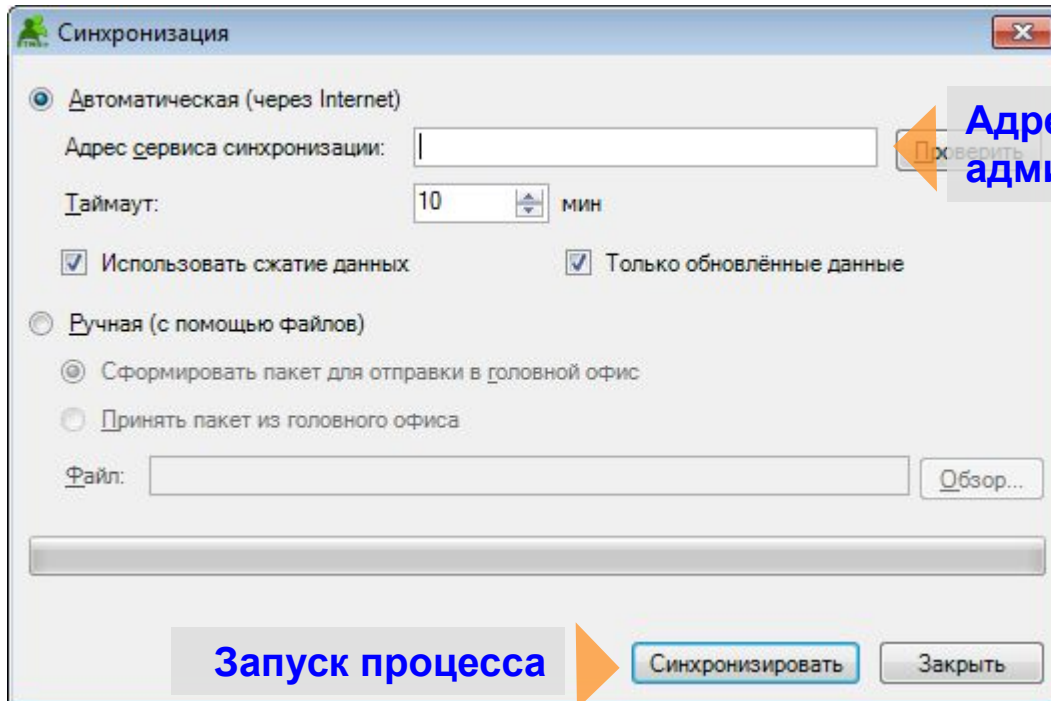 Синхронизация
Автоматическая (через Internet)
Адрес сервиса синхронизации:
Проверить
Таймаут: 10 мин
Использовать сжатие данных Только обновлённые данные
Ручная (с помощью файлов)
Сформировать пакет для отправки в головной офис
Принять пакет из головного офиса
Файл: Обзор...
Запуск процесса Синхронизировать Закрыть